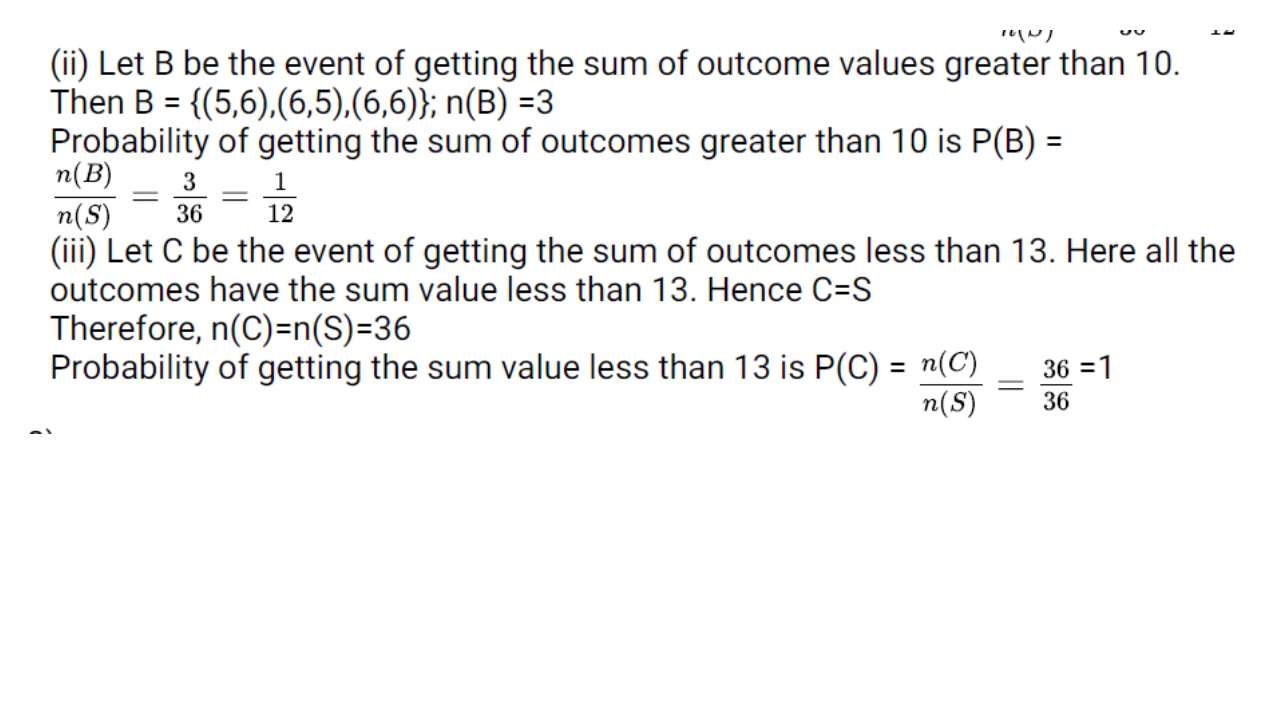 (ii) Let B be the event of getting the sum of outcome values greater than 10.
Then B = {(5,6),(6,5),(6,6)}; n(B) =3
Probability of getting the sum of outcomes greater than 10 is P(B) =
n(B)/n(S) = 3/36 = 1/12
(iii) Let C be the event of getting the sum of outcomes less than 13. Here all the
outcomes have the sum value less than 13. Hence C=S
Therefore, n(C)=n(S)=36
Probability of getting the sum value less than 13 is P(C) = n(C)/n(S) = 36/36 =1